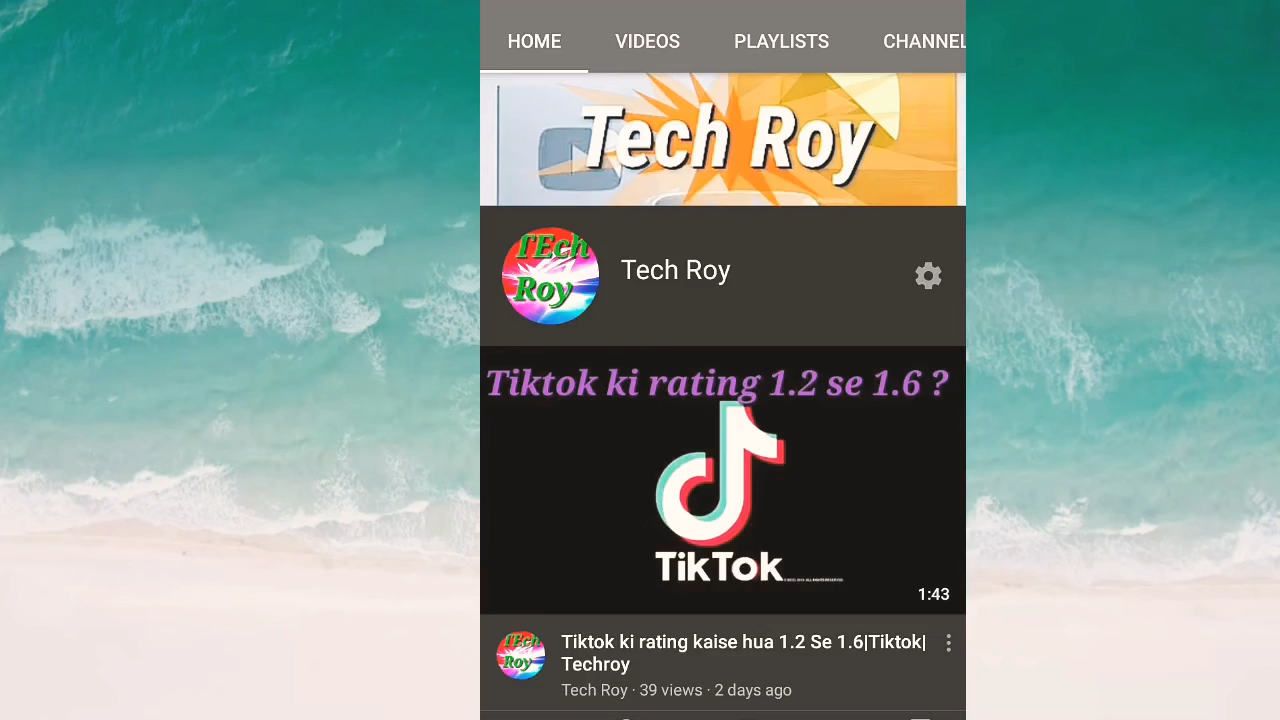 HOME VIDEOS PLAYLISTS CHANNEL
Tech Roy
TEch
Roy
Tech Roy
Tiktok ki rating 1.2 se 1.6 ?
TikTok
1:43
TEch
Roy
Tiktok ki rating kaise hua 1.2 Se 1.6|Tiktok|
Techroy
Tech Roy · 39 views · 2 days ago